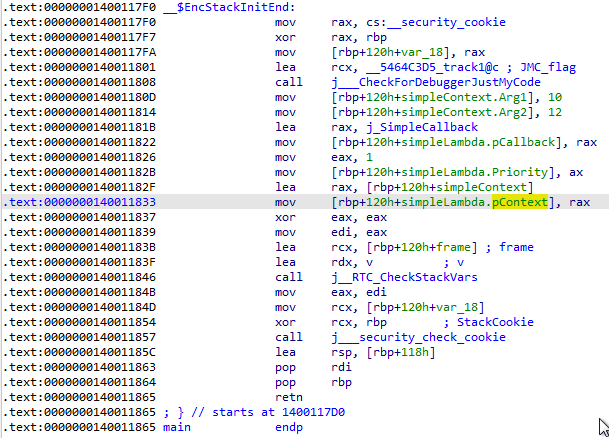 .text:00000001400117F0 __$EncStackInitEnd:
.text:00000001400117F0 mov rax, cs:__security_cookie
.text:00000001400117F7 xor rax, rbp
.text:00000001400117FA mov [rbp+120h+var_18], rax
.text:0000000140011801 lea rcx, __5464C3D5_track1@c ; JMC_flag
.text:0000000140011808 call j___CheckForDebuggerJustMyCode
.text:000000014001180D mov [rbp+120h+simpleContext.Arg1], 10
.text:0000000140011814 mov [rbp+120h+simpleContext.Arg2], 12
.text:000000014001181B lea rax, j_SimpleCallback
.text:0000000140011822 mov [rbp+120h+simpleLambda.pCallback], rax
.text:0000000140011826 mov eax, 1
.text:000000014001182B mov [rbp+120h+simpleLambda.Priority], ax
.text:000000014001182F lea rax, [rbp+120h+simpleContext]
.text:0000000140011833 mov [rbp+120h+simpleLambda.pContext], rax
.text:0000000140011837 xor eax, eax
.text:0000000140011839 mov edi, eax
.text:000000014001183B lea rcx, [rbp+120h+frame] ; frame
.text:000000014001183F lea rdx, v ; v
.text:0000000140011846 call j__RTC_CheckStackVars
.text:000000014001184B mov eax, edi
.text:000000014001184D mov rcx, [rbp+120h+var_18]
.text:0000000140011854 xor rcx, rbp ; StackCookie
.text:0000000140011857 call j___security_check_cookie
.text:000000014001185C lea rsp, [rbp+118h]
.text:0000000140011863 pop rdi
.text:0000000140011864 pop rbp
.text:0000000140011865 retn
.text:0000000140011865 ; } // starts at 1400117D0
.text:0000000140011865 main endp